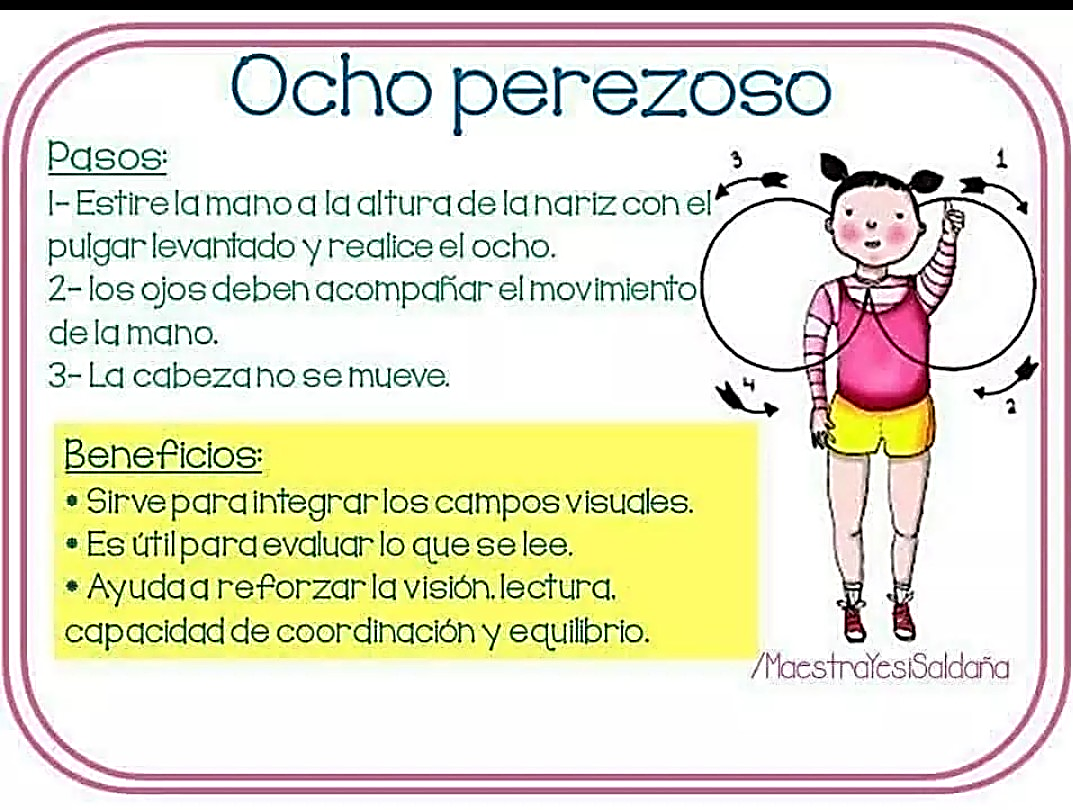 Ocho perezoso
Pasos:
1- Estire la mano a la altura de la nariz con el
pulgar levantado y realice el ocho.
2- los ojos deben acompañar el movimiento
de la mano.
3- La cabeza no se mueve.
Beneficios:
• Sirve para integrar los campos visuales.
• Es útil para evaluar lo que se lee.
• Ayuda a reforzar la visión, lectura,
capacidad de coordinación y equilibrio.
3
1
4
2
/MaestraYesiSaldaña